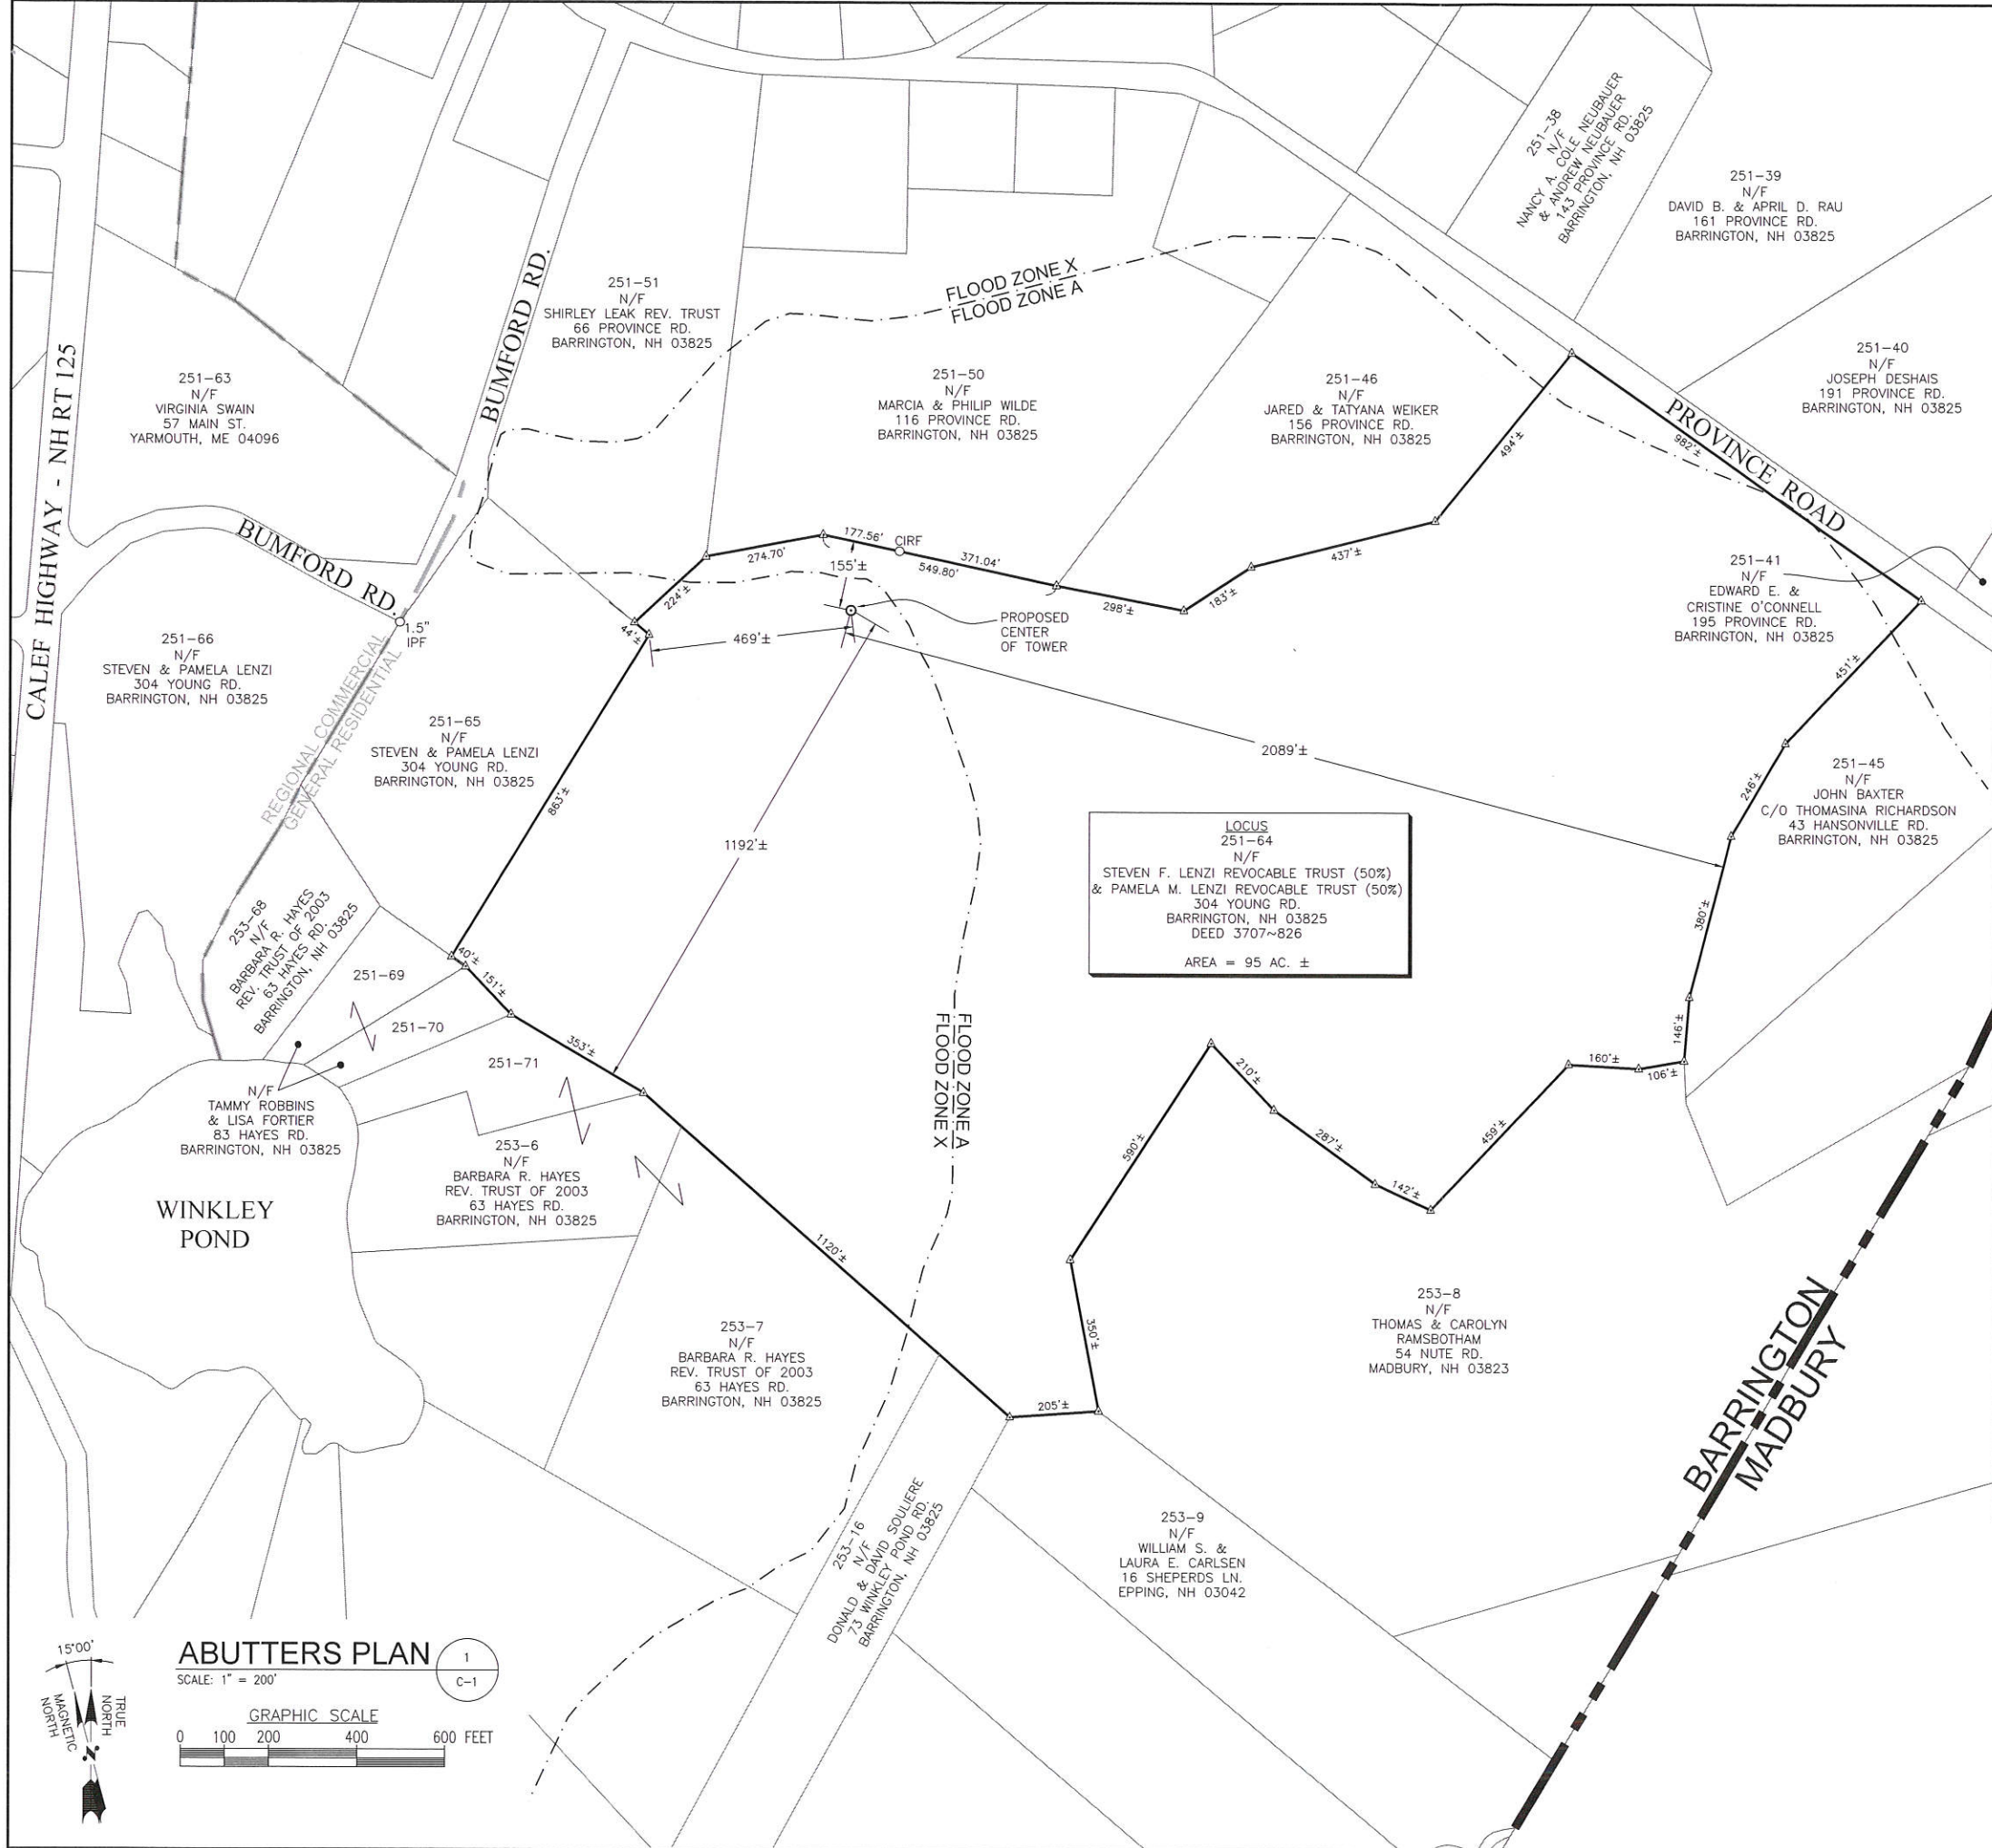 251-38
N/F
NANCY A. COLE NEUBAUER
& ANDREW NEUBAUER
143 PROVINCE RD.
BARRINGTON, NH 03825
251-39
N/F
DAVID B. & APRIL D. RAU
161 PROVINCE RD.
BARRINGTON, NH 03825
251-40
N/F
JOSEPH DESHAIS
191 PROVINCE RD.
BARRINGTON, NH 03825
251-51
N/F
SHIRLEY LEAK REV. TRUST
66 PROVINCE RD.
BARRINGTON, NH 03825
FLOOD ZONE X
FLOOD ZONE A
BUMFORD RD.
CALEF HIGHWAY - NH RT 125
251-63
N/F
VIRGINIA SWAIN
57 MAIN ST.
YARMOUTH, ME 04096
251-50
N/F
MARCIA & PHILIP WILDE
116 PROVINCE RD.
BARRINGTON, NH 03825
251-46
N/F
JARED & TATYANA WEIKER
156 PROVINCE RD.
BARRINGTON, NH 03825
PROVINCE ROAD
982'±
494'±
437'±
183'±
298'±
177.56'
CIRF
371.04'
549.80'
274.70'
155'±
224'±
44'±
469'±
PROPOSED
CENTER
OF TOWER
251-41
N/F
EDWARD E. &
CRISTINE O'CONNELL
195 PROVINCE RD.
BARRINGTON, NH 03825
451'±
BUMFORD RD.
1.5"
IPF
251-66
N/F
STEVEN & PAMELA LENZI
304 YOUNG RD.
BARRINGTON, NH 03825
REGIONAL COMMERCIAL
GENERAL RESIDENTIAL
251-65
N/F
STEVEN & PAMELA LENZI
304 YOUNG RD.
BARRINGTON, NH 03825
863'±
1192'±
2089'±
251-45
N/F
JOHN BAXTER
C/O THOMASINA RICHARDSON
43 HANSONVILLE RD.
BARRINGTON, NH 03825
246'±
380'±
146'±
LOCUS
251-64
N/F
STEVEN F. LENZI REVOCABLE TRUST (50%)
& PAMELA M. LENZI REVOCABLE TRUST (50%)
304 YOUNG RD.
BARRINGTON, NH 03825
DEED 3707~826
AREA = 95 AC. ±
253-68
N/F
BARBARA R. HAYES
REV. TRUST OF 2003
63 HAYES RD.
BARRINGTON, NH 03825
40'±
151'±
251-69
251-70
251-71
353'±
FLOOD ZONE A
FLOOD ZONE X
210'±
287'±
142'±
459'±
160'±
106'±
590'±
N/F
TAMMY ROBBINS
& LISA FORTIER
83 HAYES RD.
BARRINGTON, NH 03825
253-6
N/F
BARBARA R. HAYES
REV. TRUST OF 2003
63 HAYES RD.
BARRINGTON, NH 03825
WINKLEY
POND
1120'±
350'±
205'±
253-7
N/F
BARBARA R. HAYES
REV. TRUST OF 2003
63 HAYES RD.
BARRINGTON, NH 03825
253-8
N/F
THOMAS & CAROLYN
RAMSBOTHAM
54 NUTE RD.
MADBURY, NH 03823
BARRINGTON
MADBURY
253-16
N/F
DONALD & DAVID SOULIERE
73 WINKLEY POND RD.
BARRINGTON, NH 03825
253-9
N/F
WILLIAM S. &
LAURA E. CARLSEN
16 SHEPERDS LN.
EPPING, NH 03042
15°00'
TRUE
NORTH
MAGNETIC
NORTH
N
ABUTTERS PLAN
1
C-1
SCALE: 1" = 200'
GRAPHIC SCALE
0 100 200 400 600 FEET